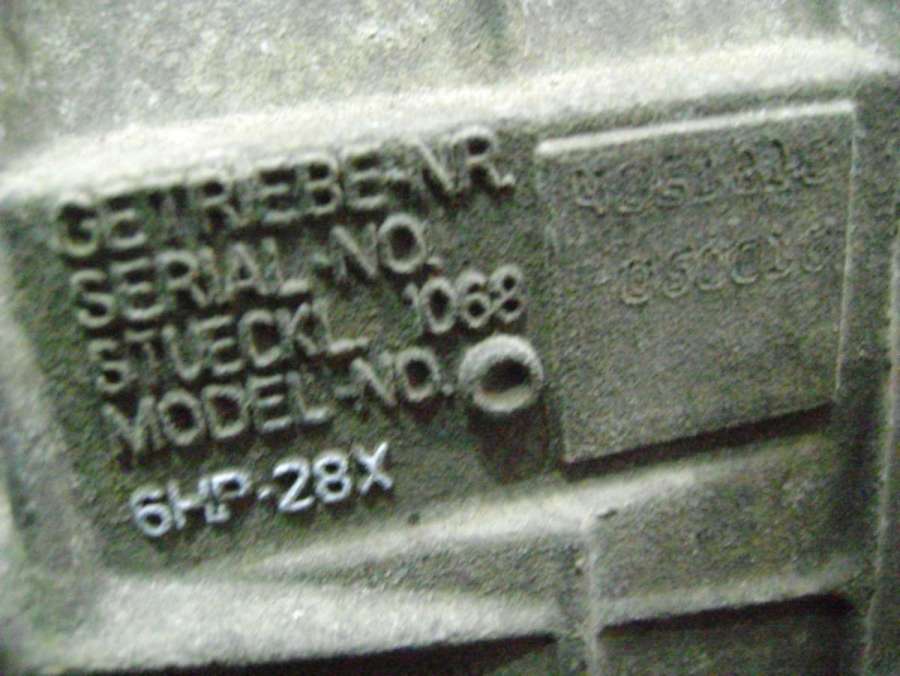 GETRIEBE-NR.
SERIAL-NO.
STUECKL. 1068
MODEL-NO.
6HP-28X